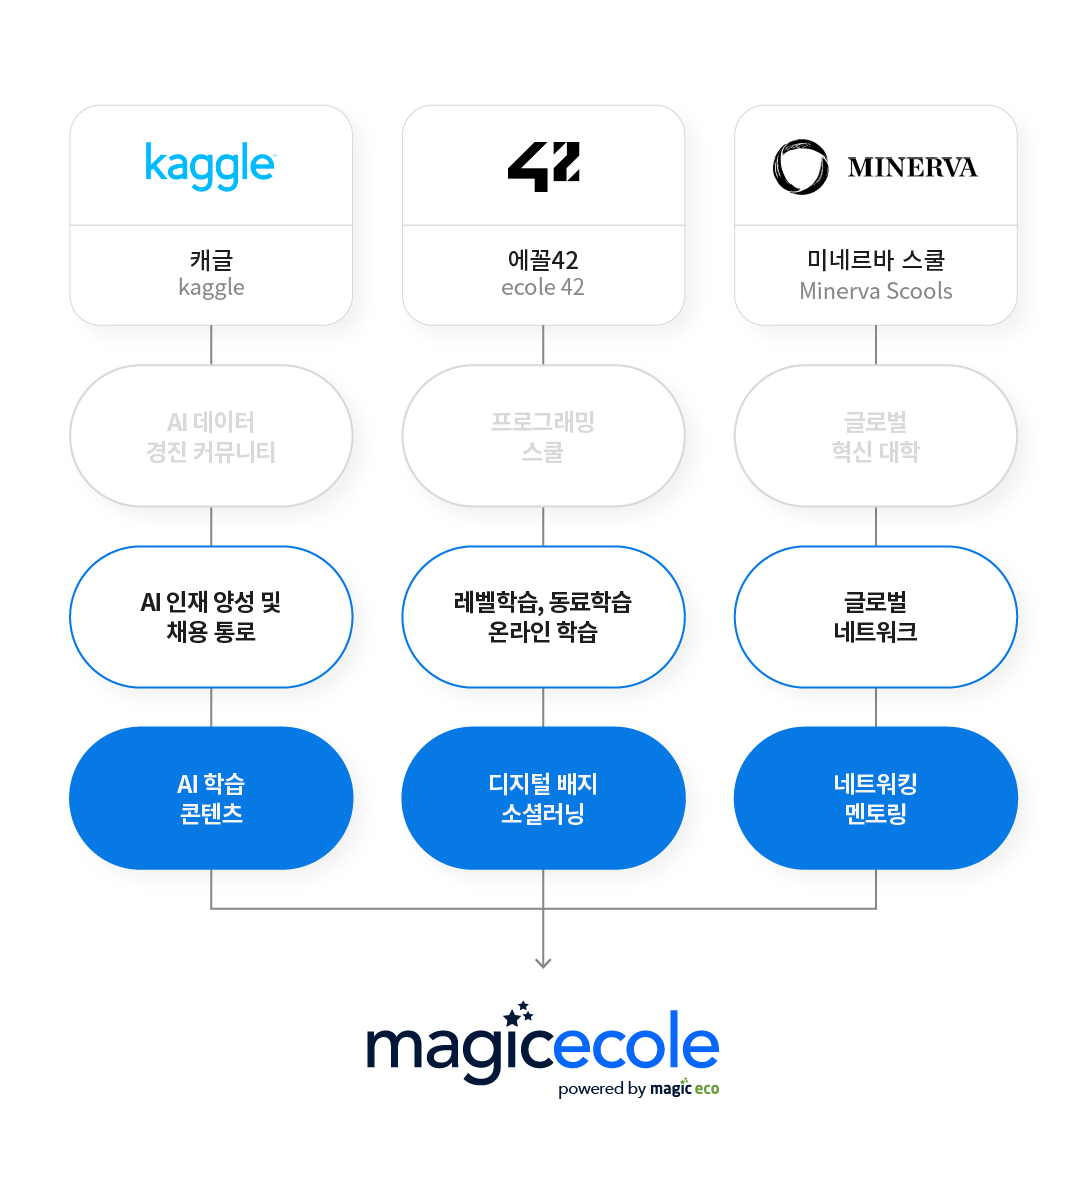 kaggle
42
MINERVA
캐글
kaggle
에꼴42
ecole 42
미네르바 스쿨
Minerva Scools
AI 데이터
경진 커뮤니티
프로그래밍
스쿨
글로벌
혁신 대학
AI 인재 양성 및
채용 통로
레벨학습, 동료학습
온라인 학습
글로벌
네트워크
AI 학습
콘텐츠
디지털 배지
소셜러닝
네트워킹
멘토링
magicecole
powered by magic eco